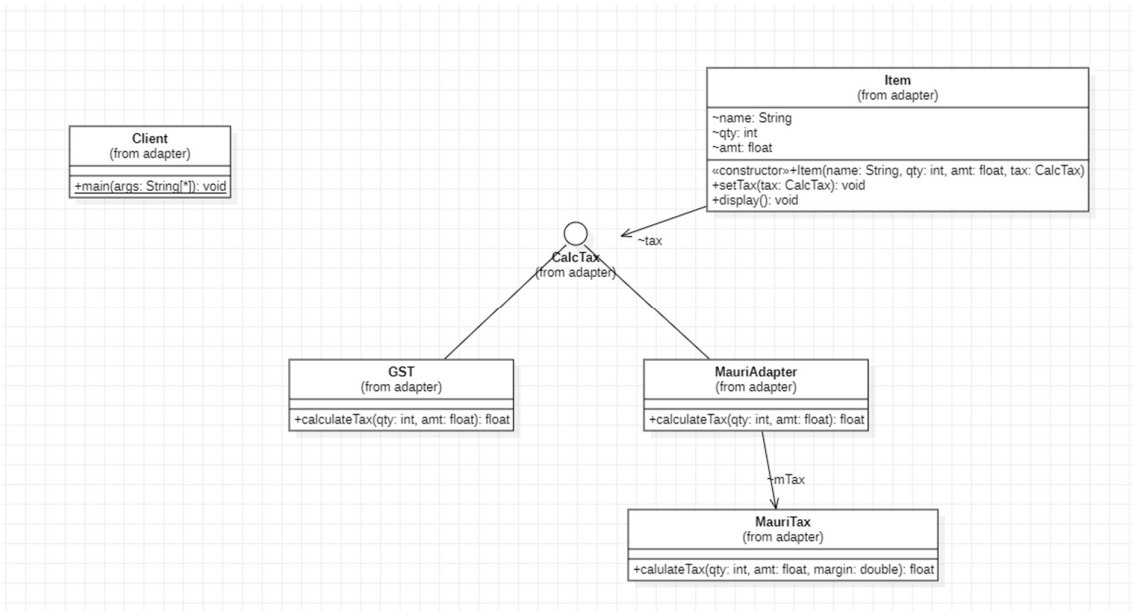 Client
(from adapter)
+main(args: String[*]): void
Item
(from adapter)
~name: String
~qty: int
~amt: float
«constructor»+Item(name: String, qty: int, amt: float, tax: CalcTax)
+setTax(tax: CalcTax): void
+display(): void
~tax
CalcTax
(from adapter)
GST
(from adapter)
+calculateTax(qty: int, amt: float): float
MauriAdapter
(from adapter)
+calculateTax(qty: int, amt: float): float
~mTax
MauriTax
(from adapter)
+calulateTax(qty: int, amt: float, margin: double): float